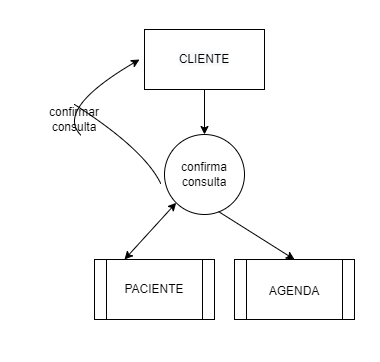 CLIENTE
confirmar
consulta
confirma
consulta
PACIENTE
AGENDA